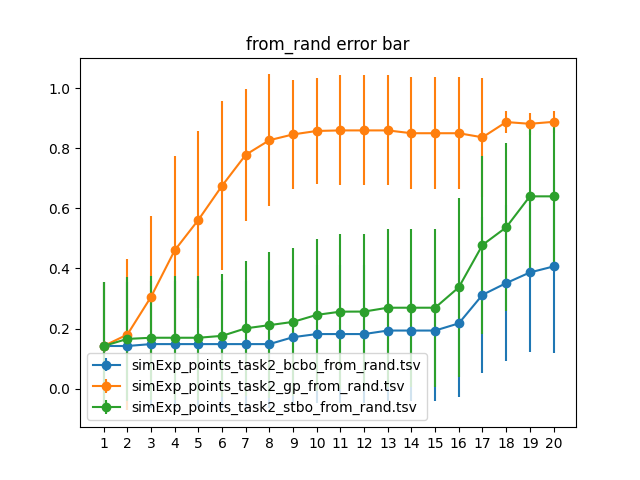 from_rand error bar
1.0
0.8
0.6
0.4
0.2
0.0
simExp_points_task2_bcbo_from_rand.tsv
simExp_points_task2_gp_from_rand.tsv
simExp_points_task2_stbo_from_rand.tsv
1 2 3 4 5 6 7 8 9 10 11 12 13 14 15 16 17 18 19 20